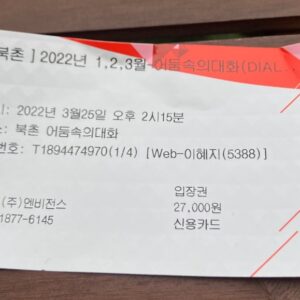 북촌 ] 2022년 1,2,3월-어둠속의대화(DIAL...
: 2022년 3월25일 오후 2시15분
: 북촌 어둠속의대화
번호: T1894474970(1/4) [Web-이혜지(5388)]
(주)엔비전스 입장권
1877-6145 27,000원
신용카드